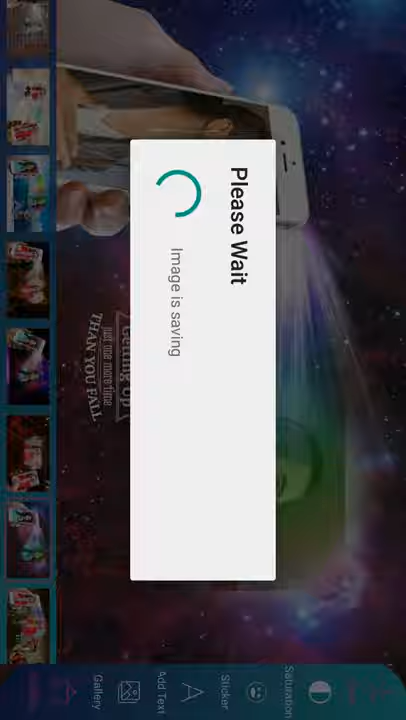 Please Wait
Image is saving
Getting Up
just one more time
THAN YOU FALL
Gallery
Add Text
Sticker
Saturation